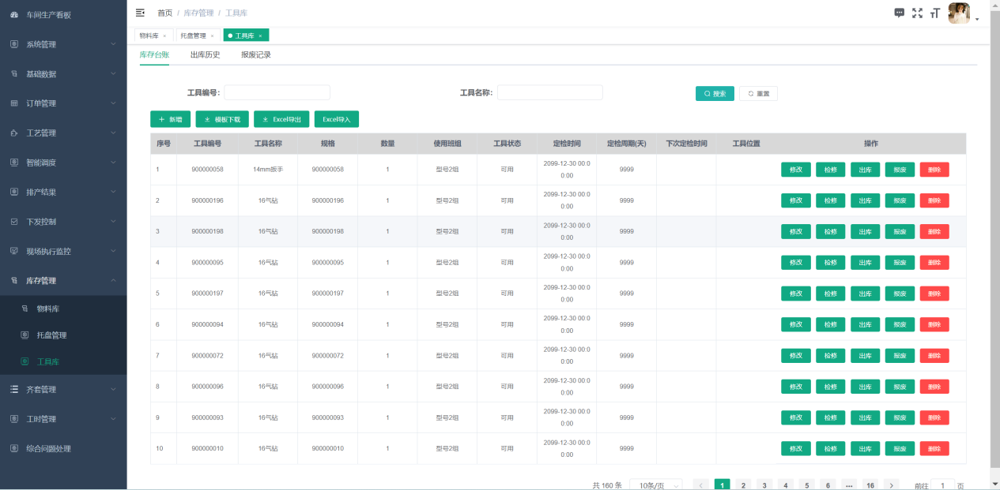 车间生产看板
系统管理
基础数据
订单管理
工艺管理
智能调度
排产结果
下发控制
现场执行监控
库存管理
物料库
托盘管理
工具库
齐套管理
工时管理
综合问题处理
首页 / 库存管理 / 工具库
物料库 × 托盘管理 × 工具库 ×
库存台账 出库历史 报废记录
工具编号: 工具名称: 搜索 重置
+ 新增 模板下载 Excel导出 Excel导入
序号 工具编号 工具名称 规格 数量 使用班组 工具状态 定检时间 定检周期(天) 下次定检时间 工具位置 操作
1 900000058 14mm扳手 900000058 1 型号2组 可用 2099-12-30 00:0 9999 修改 检修 出库 报废 删除
0:00
2 900000196 16气钻 900000196 1 型号2组 可用 2099-12-30 00:0 9999 修改 检修 出库 报废 删除
0:00
3 900000198 16气钻 900000198 1 型号2组 可用 2099-12-30 00:0 9999 修改 检修 出库 报废 删除
0:00
4 900000095 16气钻 900000095 1 型号2组 可用 2099-12-30 00:0 9999 修改 检修 出库 报废 删除
0:00
5 900000197 16气钻 900000197 1 型号2组 可用 2099-12-30 00:0 9999 修改 检修 出库 报废 删除
0:00
6 900000094 16气钻 900000094 1 型号2组 可用 2099-12-30 00:0 9999 修改 检修 出库 报废 删除
0:00
7 900000072 16气钻 900000072 1 型号2组 可用 2099-12-30 00:0 9999 修改 检修 出库 报废 删除
0:00
8 900000096 16气钻 900000096 1 型号2组 可用 2099-12-30 00:0 9999 修改 检修 出库 报废 删除
0:00
9 900000093 16气钻 900000093 1 型号2组 可用 2099-12-30 00:0 9999 修改 检修 出库 报废 删除
0:00
10 900000010 16气钻 900000010 1 型号2组 可用 2099-12-30 00:0 9999 修改 检修 出库 报废 删除
0:00
共 160 条 10条/页 < 1 2 3 4 5 6 ... 16 > 前往 1 页